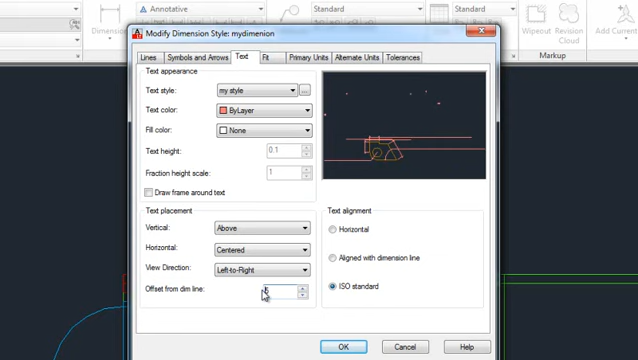 Annotative
Dimension
Table
Wipeout Revision
Cloud
Add Current
Markup
Modify Dimension Style: mydimenion
Lines Symbols and Arrows Text Fit Primary Units Alternate Units Tolerances
Text appearance
Text style: my style ...
Text color: ByLayer
Fill color: None
Text height: 0.1
Fraction height scale: 1
Draw frame around text
Text placement
Vertical: Above
Horizontal: Centered
View Direction: Left-to-Right
Offset from dim line:
Text alignment
Horizontal
Aligned with dimension line
ISO standard
OK Cancel Help